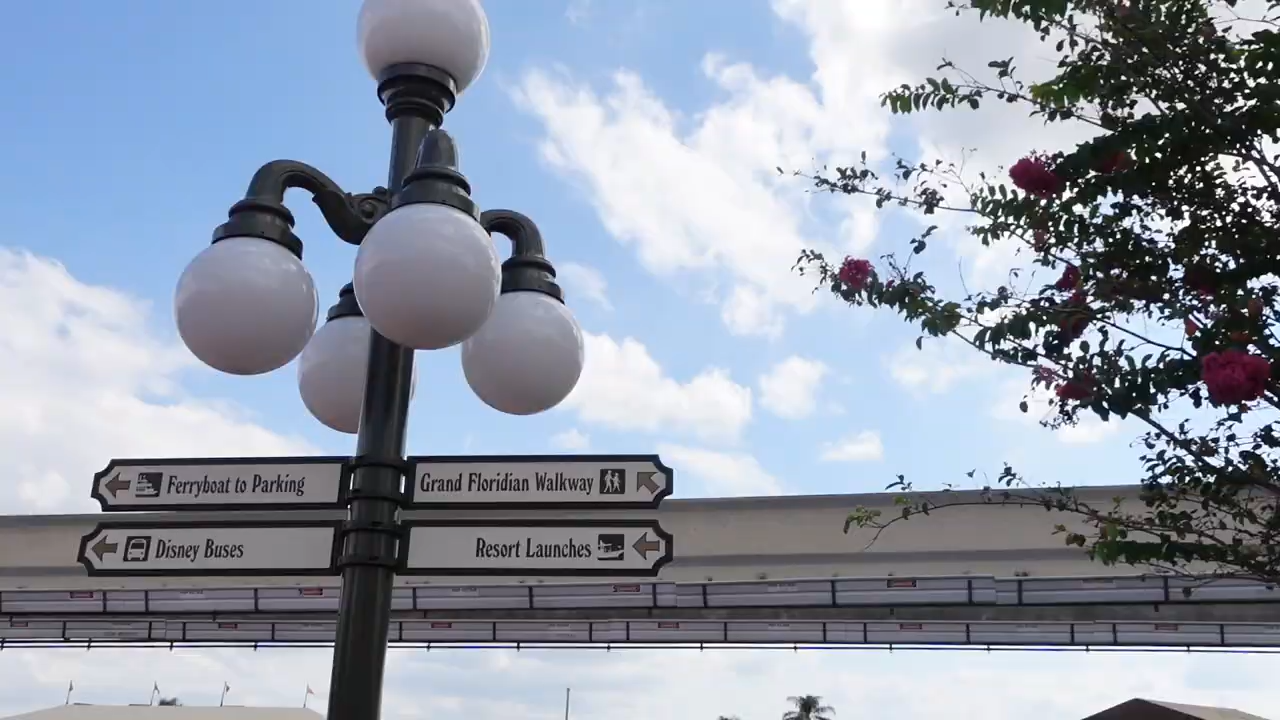 Ferryboat to Parking
Grand Floridian Walkway
Disney Buses
Resort Launches